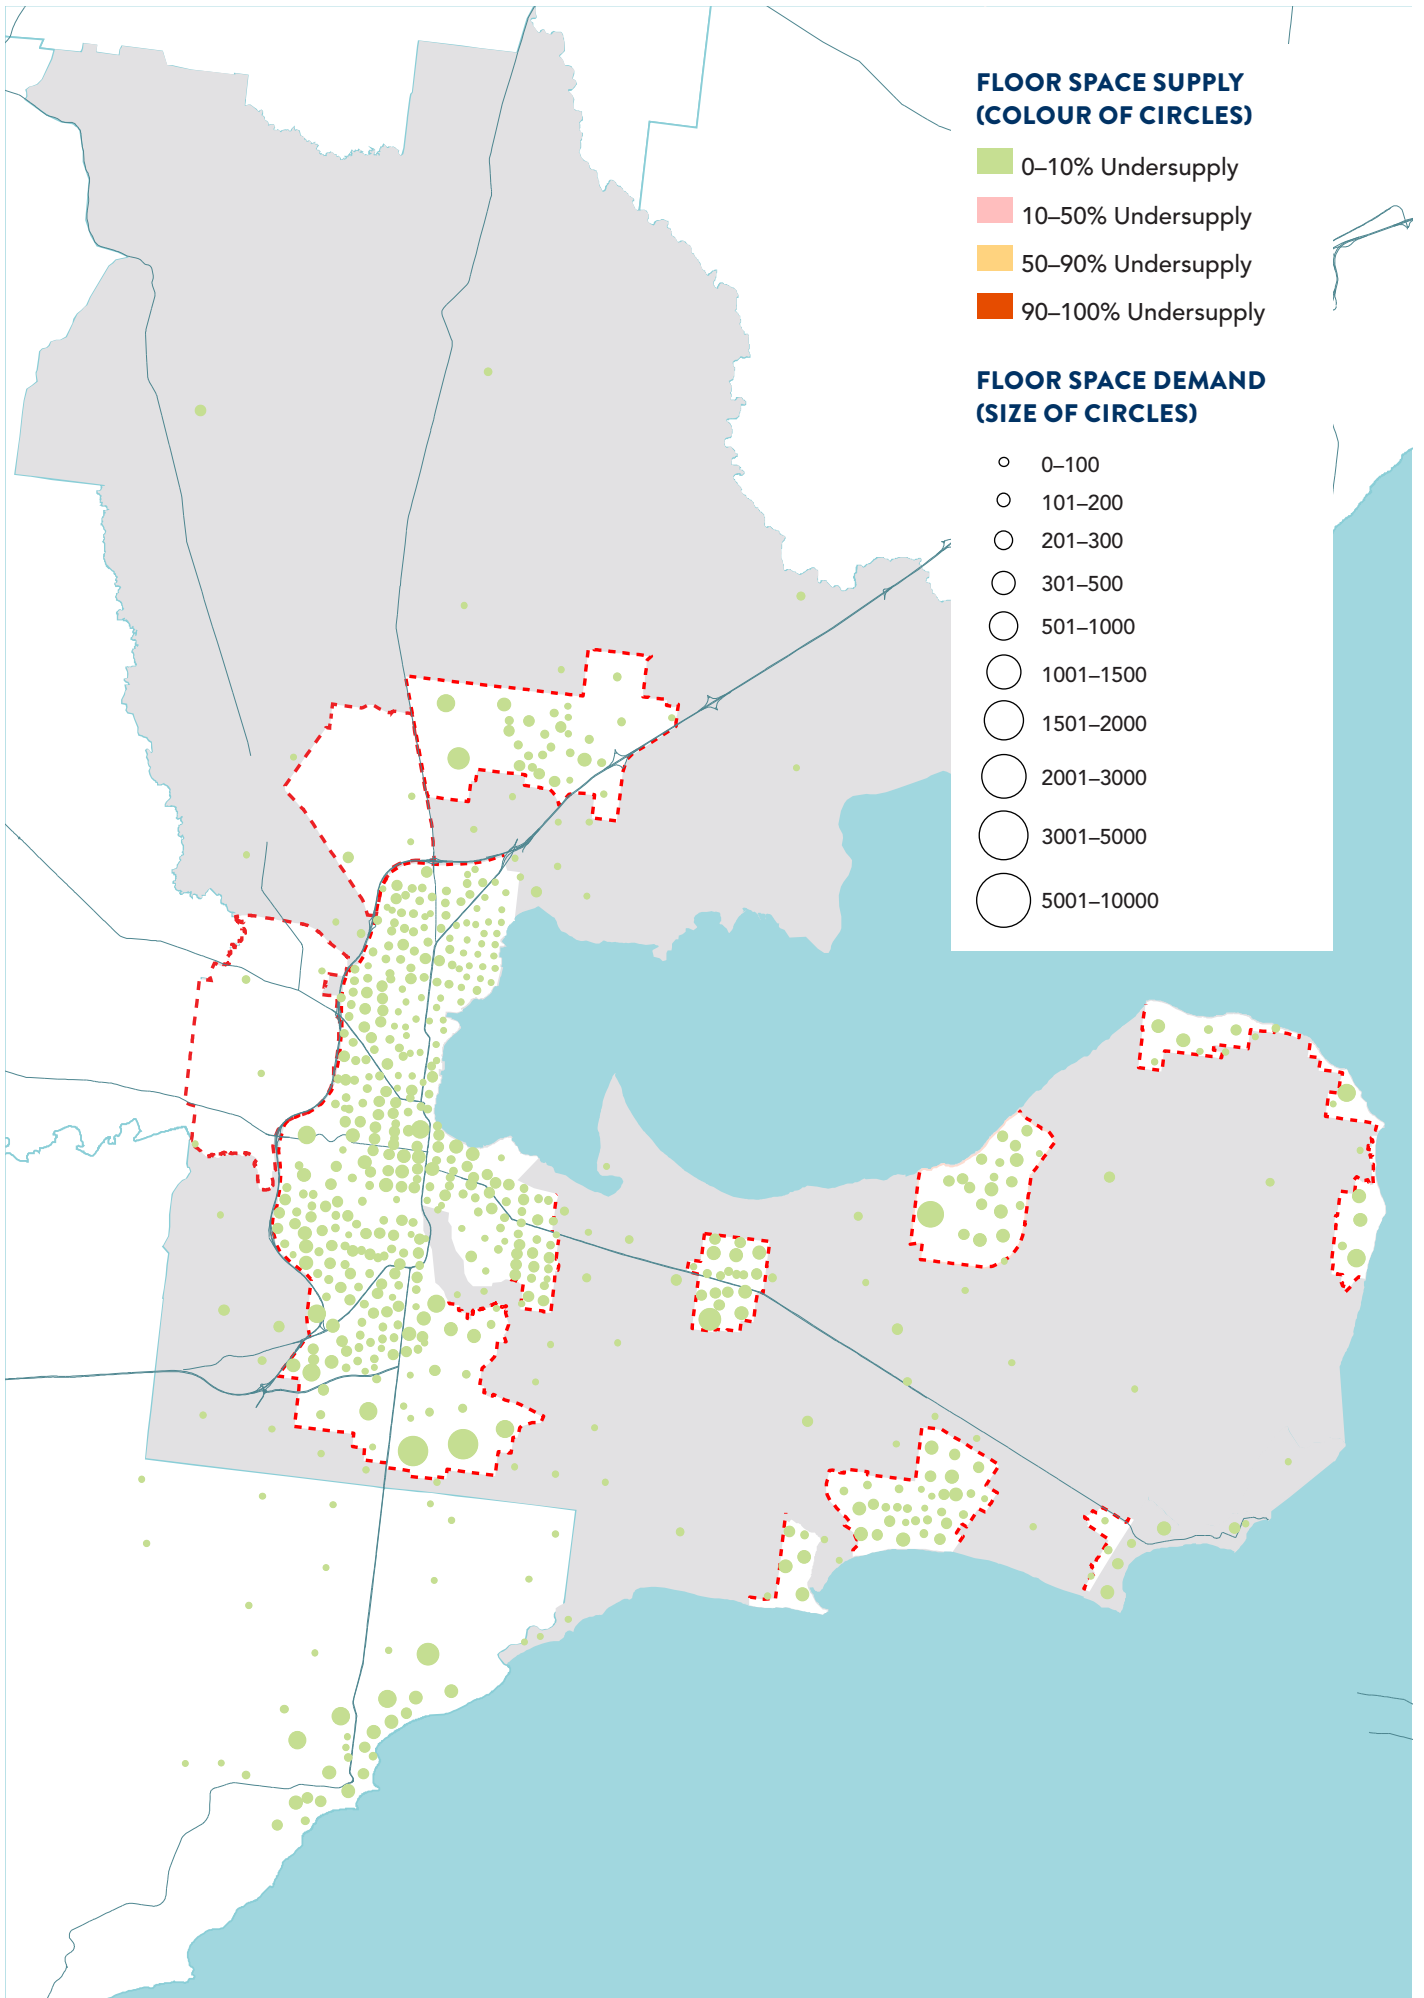 FLOOR SPACE SUPPLY
(COLOUR OF CIRCLES)
0–10% Undersupply
10–50% Undersupply
50–90% Undersupply
90–100% Undersupply
FLOOR SPACE DEMAND
(SIZE OF CIRCLES)
0–100
101–200
201–300
301–500
501–1000
1001–1500
1501–2000
2001–3000
3001–5000
5001–10000